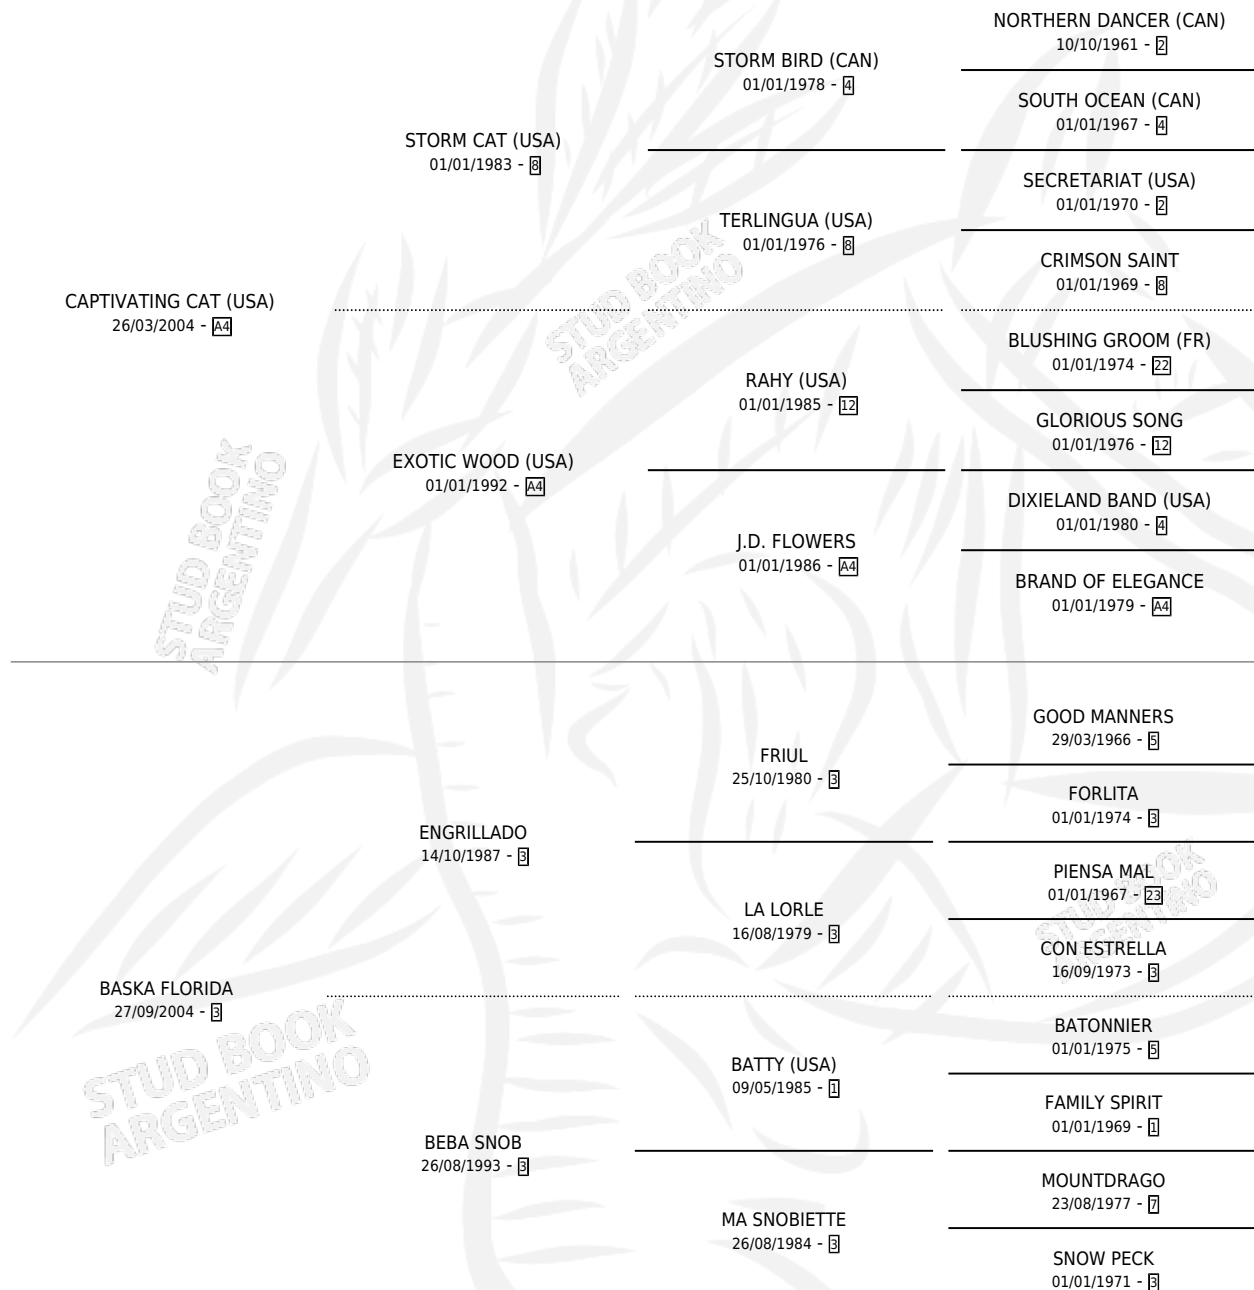 NORTHERN DANCER (CAN)
10/10/1961 - 2
STORM BIRD (CAN)
01/01/1978 - 4
SOUTH OCEAN (CAN)
01/01/1967 - 4
STORM CAT (USA)
01/01/1983 - 8
SECRETARIAT (USA)
01/01/1970 - 2
TERLINGUA (USA)
01/01/1976 - 8
CRIMSON SAINT
01/01/1969 - 8
CAPTIVATING CAT (USA)
26/03/2004 - A4
BLUSHING GROOM (FR)
01/01/1974 - 22
RAHY (USA)
01/01/1985 - 12
GLORIOUS SONG
01/01/1976 - 12
EXOTIC WOOD (USA)
01/01/1992 - A4
DIXIELAND BAND (USA)
01/01/1980 - 4
J.D. FLOWERS
01/01/1986 - A4
BRAND OF ELEGANCE
01/01/1979 - A4
STUD BOOK
ARGENTINO
STUD BOOK
ARGENTINO
GOOD MANNERS
29/03/1966 - 5
FRIUL
25/10/1980 - 3
FORLITA
01/01/1974 - 3
ENGRILLADO
14/10/1987 - 3
PIENSA MAL
01/01/1967 - 23
LA LORLE
16/08/1979 - 3
CON ESTRELLA
16/09/1973 - 3
STUD BOOK
ARGENTINO
BASKA FLORIDA
27/09/2004 - 3
BATONNIER
01/01/1975 - 5
BATTY (USA)
09/05/1985 - 1
FAMILY SPIRIT
01/01/1969 - 1
BEBA SNOB
26/08/1993 - 3
MOUNTDRAGO
23/08/1977 - 7
MA SNOBIETTE
26/08/1984 - 3
SNOW PECK
01/01/1971 - 3
STUD BOOK
ARGENTINO